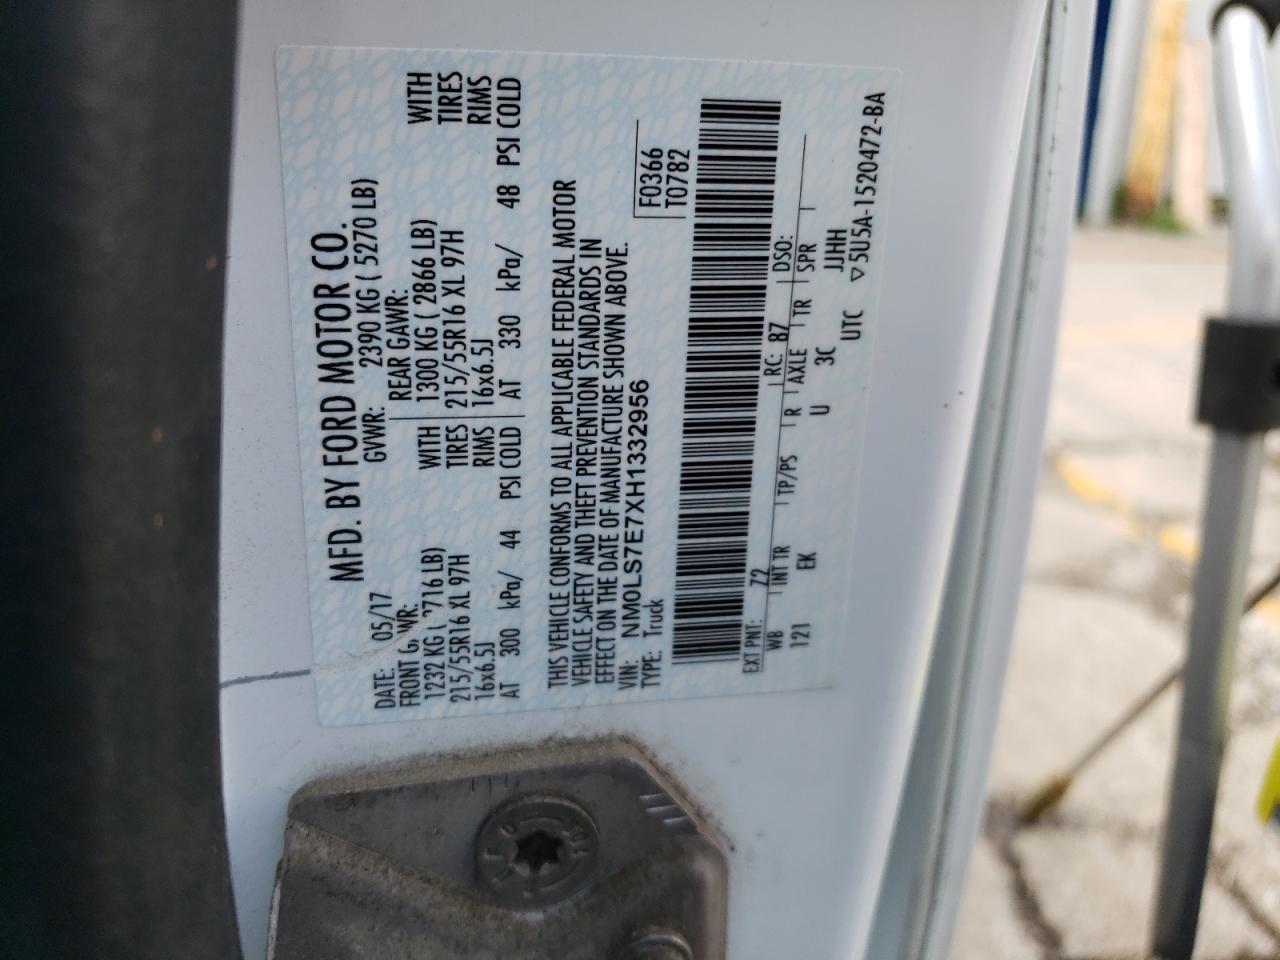 MFD. BY FORD MOTOR CO.
DATE: 05/17 GVWR: 2390 KG ( 5270 LB)
FRONT GAWR: REAR GAWR:
1232 KG ( 2716 LB) WITH 1300 KG ( 2866 LB) WITH
215/55R16 XL 97H TIRES 215/55R16 XL 97H TIRES
16x6.5J RIMS 16x6.5J RIMS
AT 300 kPa/ 44 PSI COLD AT 330 kPa/ 48 PSI COLD
THIS VEHICLE CONFORMS TO ALL APPLICABLE FEDERAL MOTOR
VEHICLE SAFETY AND THEFT PREVENTION STANDARDS IN
EFFECT ON THE DATE OF MANUFACTURE SHOWN ABOVE.
VIN: NM0LS7E7XH1332956 F0366
TYPE: Truck T0782
EXT PNT: Z2 RC: 87 DSO:
WB INT TR TP/PS R AXLE TR SPR
121 EK U 3C JJHH
UTC ▽5U5A-1520472-BA